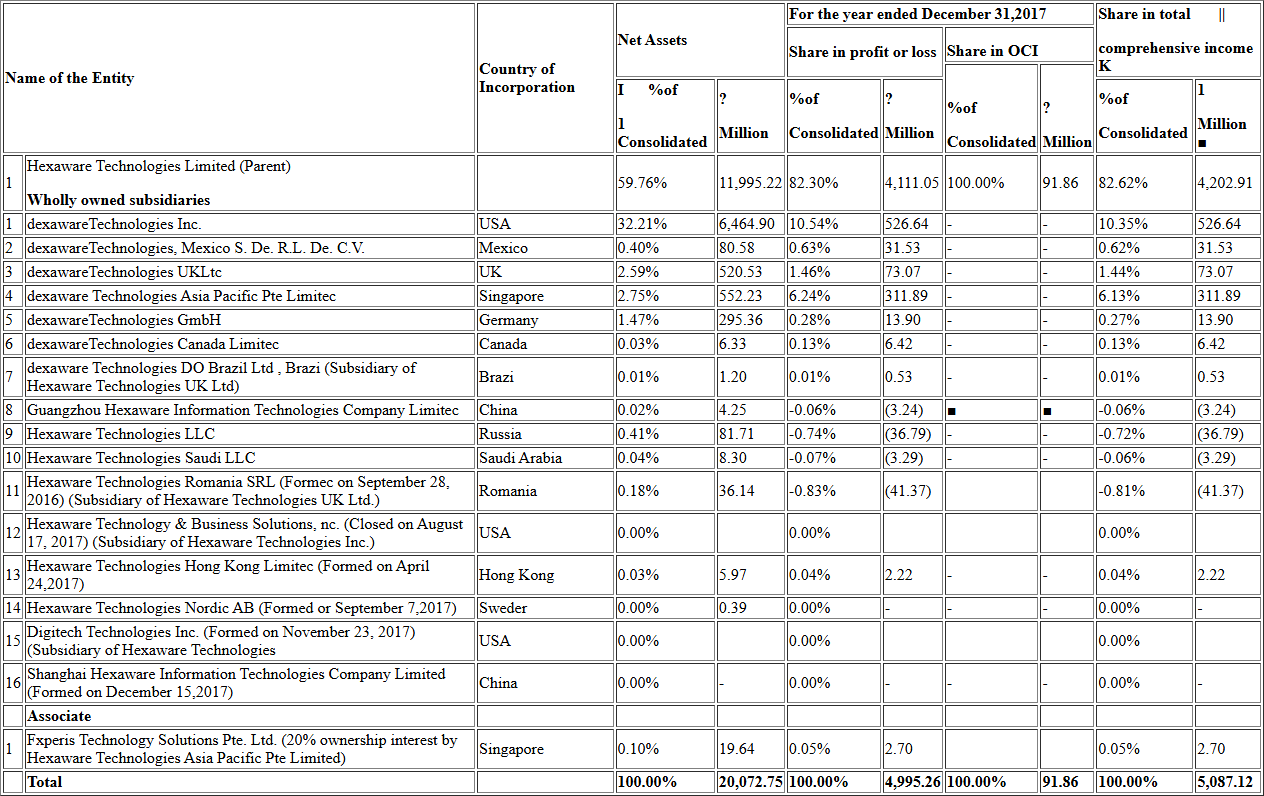 Name of the Entity
Country of
Incorporation
Net Assets
For the year ended December 31,2017
Share in total ||
comprehensive income
K
Share in profit or loss
Share in OCI
I %of
1
Consolidated
?
Million
%of
Consolidated
?
Million
%of
Consolidated
?
Million
%of
Consolidated
1
Million
■
1 Hexaware Technologies Limited (Parent)
Wholly owned subsidiaries
59.76% 11,995.22 82.30% 4,111.05 100.00% 91.86 82.62% 4,202.91
1 dexawareTechnologies Inc. USA 32.21% 6,464.90 10.54% 526.64 - - 10.35% 526.64
2 dexawareTechnologies, Mexico S. De. R.L. De. C.V. Mexico 0.40% 80.58 0.63% 31.53 - - 0.62% 31.53
3 dexawareTechnologies UKLtc UK 2.59% 520.53 1.46% 73.07 - - 1.44% 73.07
4 dexaware Technologies Asia Pacific Pte Limitec Singapore 2.75% 552.23 6.24% 311.89 - - 6.13% 311.89
5 dexawareTechnologies GmbH Germany 1.47% 295.36 0.28% 13.90 - - 0.27% 13.90
6 dexawareTechnologies Canada Limitec Canada 0.03% 6.33 0.13% 6.42 - - 0.13% 6.42
7 dexaware Technologies DO Brazil Ltd , Brazi (Subsidiary of
Hexaware Technologies UK Ltd)
Brazi 0.01% 1.20 0.01% 0.53 - - 0.01% 0.53
8 Guangzhou Hexaware Information Technologies Company Limitec China 0.02% 4.25 -0.06% (3.24) ■ ■ -0.06% (3.24)
9 Hexaware Technologies LLC Russia 0.41% 81.71 -0.74% (36.79) - - -0.72% (36.79)
10 Hexaware Technologies Saudi LLC Saudi Arabia 0.04% 8.30 -0.07% (3.29) - - -0.06% (3.29)
11 Hexaware Technologies Romania SRL (Formec on September 28,
2016) (Subsidiary of Hexaware Technologies UK Ltd.)
Romania 0.18% 36.14 -0.83% (41.37) -0.81% (41.37)
12 Hexaware Technology & Business Solutions, nc. (Closed on August
17, 2017) (Subsidiary of Hexaware Technologies Inc.)
USA 0.00% 0.00% 0.00%
13 Hexaware Technologies Hong Kong Limitec (Formed on April
24,2017)
Hong Kong 0.03% 5.97 0.04% 2.22 - - 0.04% 2.22
14 Hexaware Technologies Nordic AB (Formed or September 7,2017) Sweder 0.00% 0.39 0.00% - - - 0.00% -
15 Digitech Technologies Inc. (Formed on November 23, 2017)
(Subsidiary of Hexaware Technologies
USA 0.00% 0.00% 0.00%
16 Shanghai Hexaware Information Technologies Company Limited
(Formed on December 15,2017)
China 0.00% - 0.00% - - - 0.00% -
Associate
1 Fxperis Technology Solutions Pte. Ltd. (20% ownership interest by
Hexaware Technologies Asia Pacific Pte Limited)
Singapore 0.10% 19.64 0.05% 2.70 0.05% 2.70
Total 100.00% 20,072.75 100.00% 4,995.26 100.00% 91.86 100.00% 5,087.12